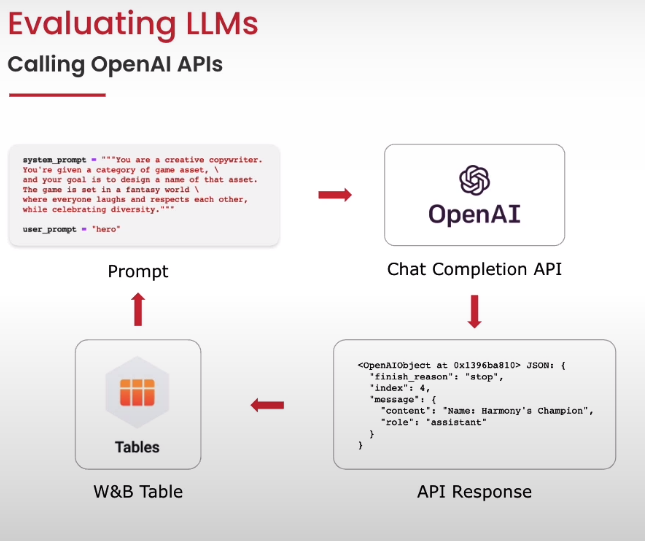 Evaluating LLMs
Calling OpenAI APIs
system_prompt = """You are a creative copywriter.
You're given a category of game asset, \
and your goal is to design a name of that asset.
The game is set in a fantasy world \
where everyone laughs and respects each other,
while celebrating diversity."""
user_prompt = "hero"
Prompt
OpenAI
Chat Completion API
<OpenAIObject at 0x1396ba810> JSON: {
"finish_reason": "stop",
"index": 4,
"message": {
"content": "Name: Harmony's Champion",
"role": "assistant"
}
}
API Response
Tables
W&B Table